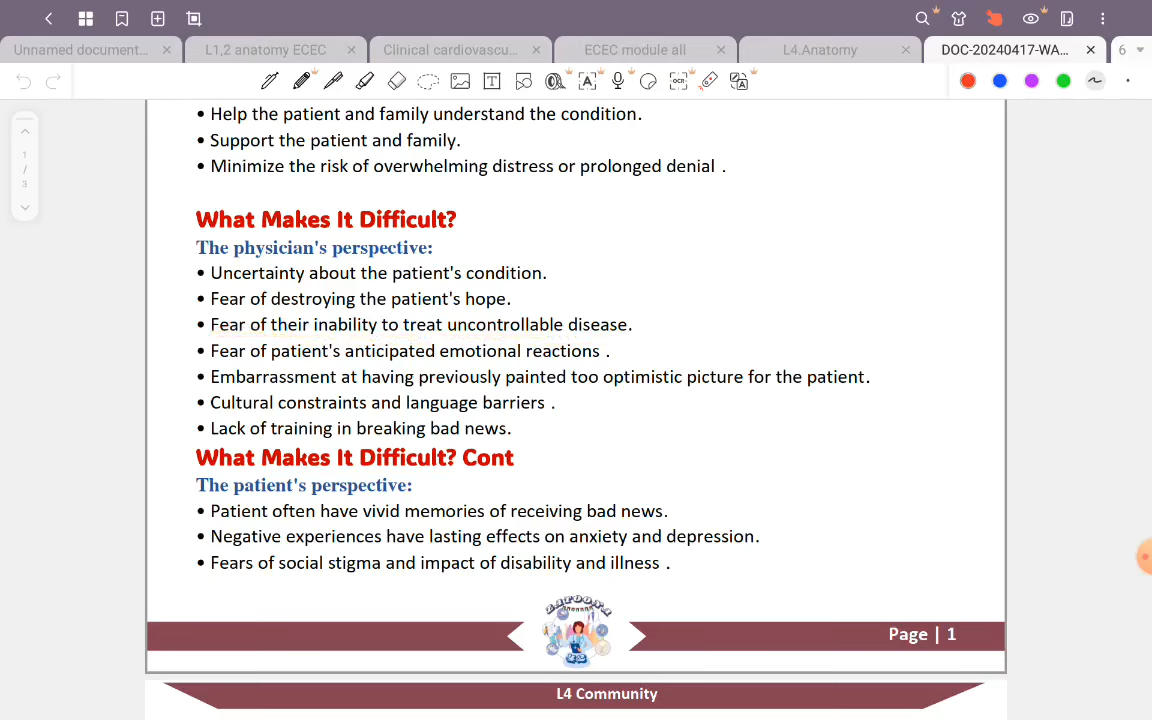 Unnamed document...
L1,2 anatomy ECEC
Clinical cardiovascu...
ECEC module all
L4.Anatomy
DOC-20240417-WA...
6
1
/
3
• Help the patient and family understand the condition.
• Support the patient and family.
• Minimize the risk of overwhelming distress or prolonged denial .
What Makes It Difficult?
The physician's perspective:
• Uncertainty about the patient's condition.
• Fear of destroying the patient's hope.
• Fear of their inability to treat uncontrollable disease.
• Fear of patient's anticipated emotional reactions .
• Embarrassment at having previously painted too optimistic picture for the patient.
• Cultural constraints and language barriers .
• Lack of training in breaking bad news.
What Makes It Difficult? Cont
The patient's perspective:
• Patient often have vivid memories of receiving bad news.
• Negative experiences have lasting effects on anxiety and depression.
• Fears of social stigma and impact of disability and illness .
ZATOONA
Page | 1
L4 Community